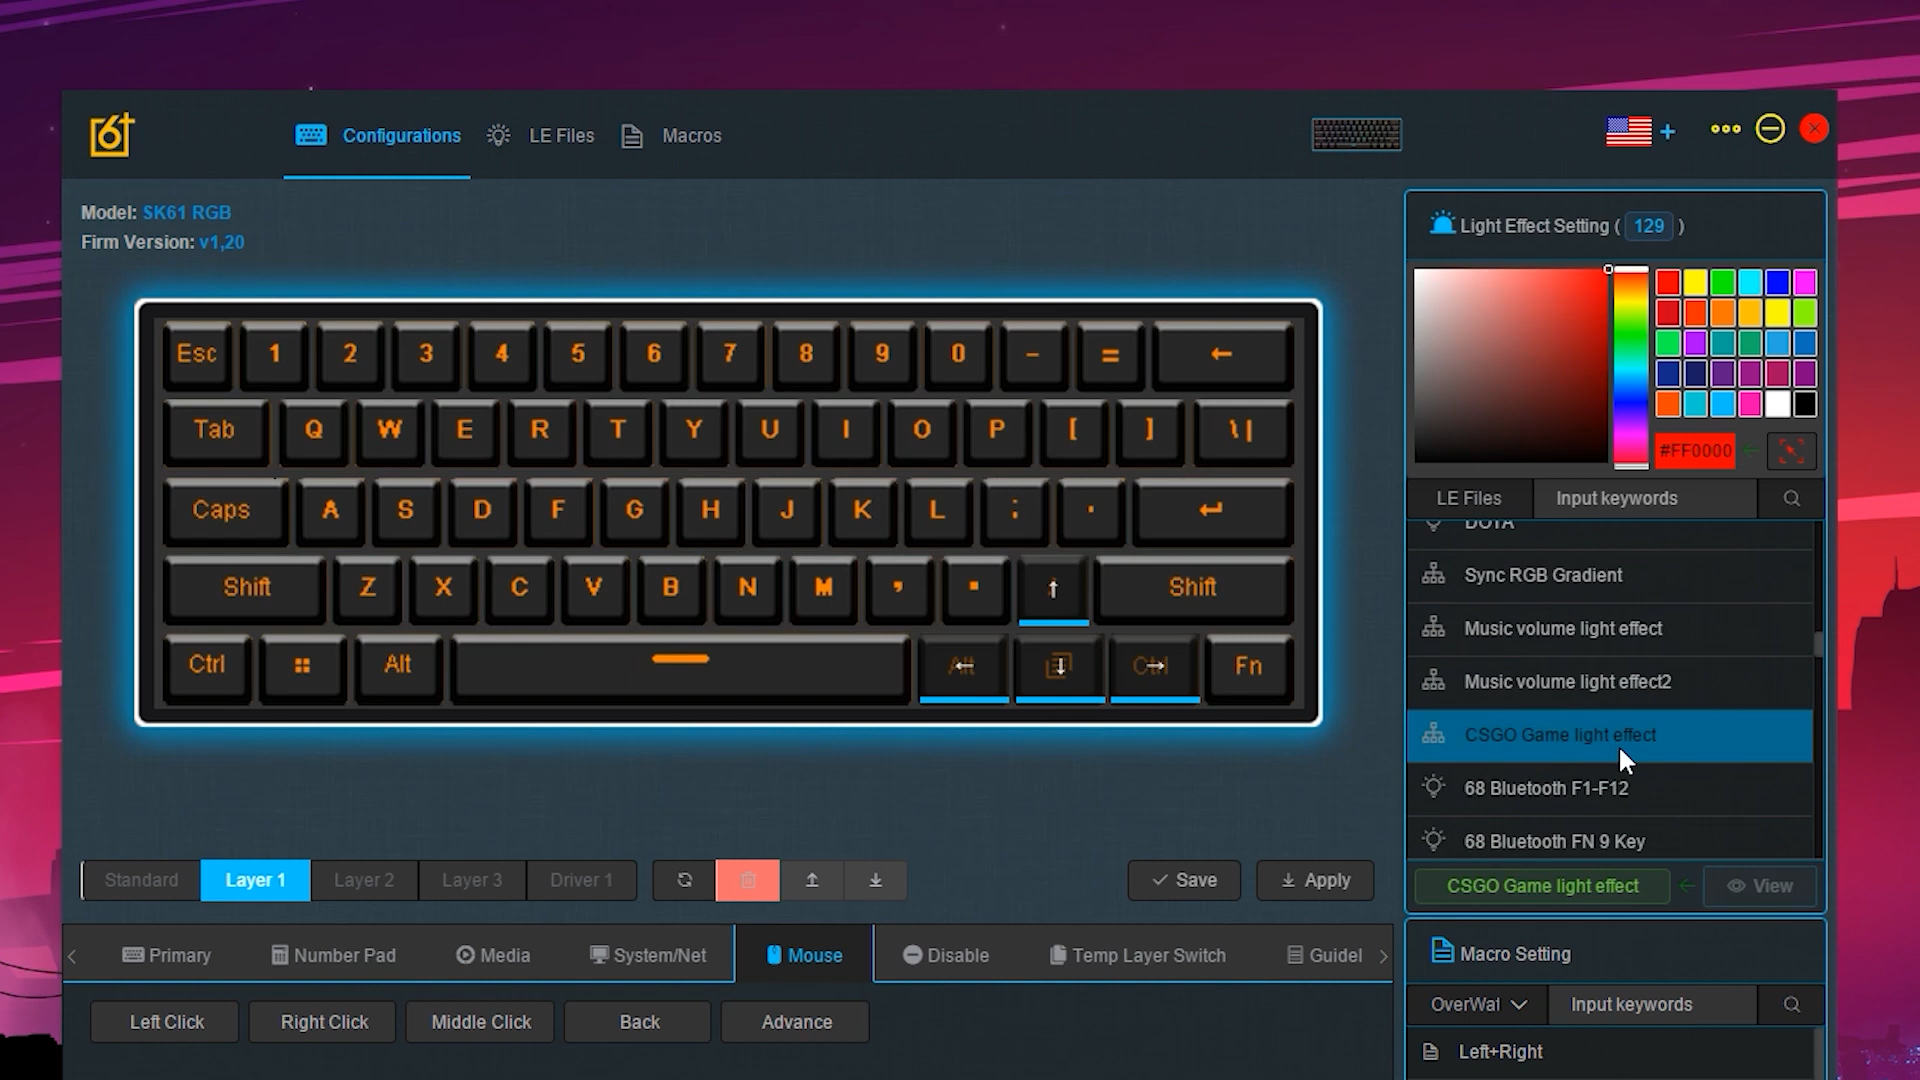 Configurations
LE Files
Macros
Model: SK61 RGB
Firm Version: v1,20
Esc 1 2 3 4 5 6 7 8 9 0 - = ←
Tab Q W E R T Y U I O P [ ] \|
Caps A S D F G H J K L ; ' ↵
Shift Z X C V B N M , . ↑ Shift
Ctrl Alt Alt ← ↓ Ctrl → Fn
Standard
Layer 1
Layer 2
Layer 3
Driver 1
Save
Apply
Primary
Number Pad
Media
System/Net
Mouse
Disable
Temp Layer Switch
Guidel
Left Click
Right Click
Middle Click
Back
Advance
Light Effect Setting ( 129 )
#FF0000
LE Files
Input keywords
DOTA
Sync RGB Gradient
Music volume light effect
Music volume light effect2
CSGO Game light effect
68 Bluetooth F1-F12
68 Bluetooth FN 9 Key
CSGO Game light effect
View
Macro Setting
OverWal
Input keywords
Left+Right